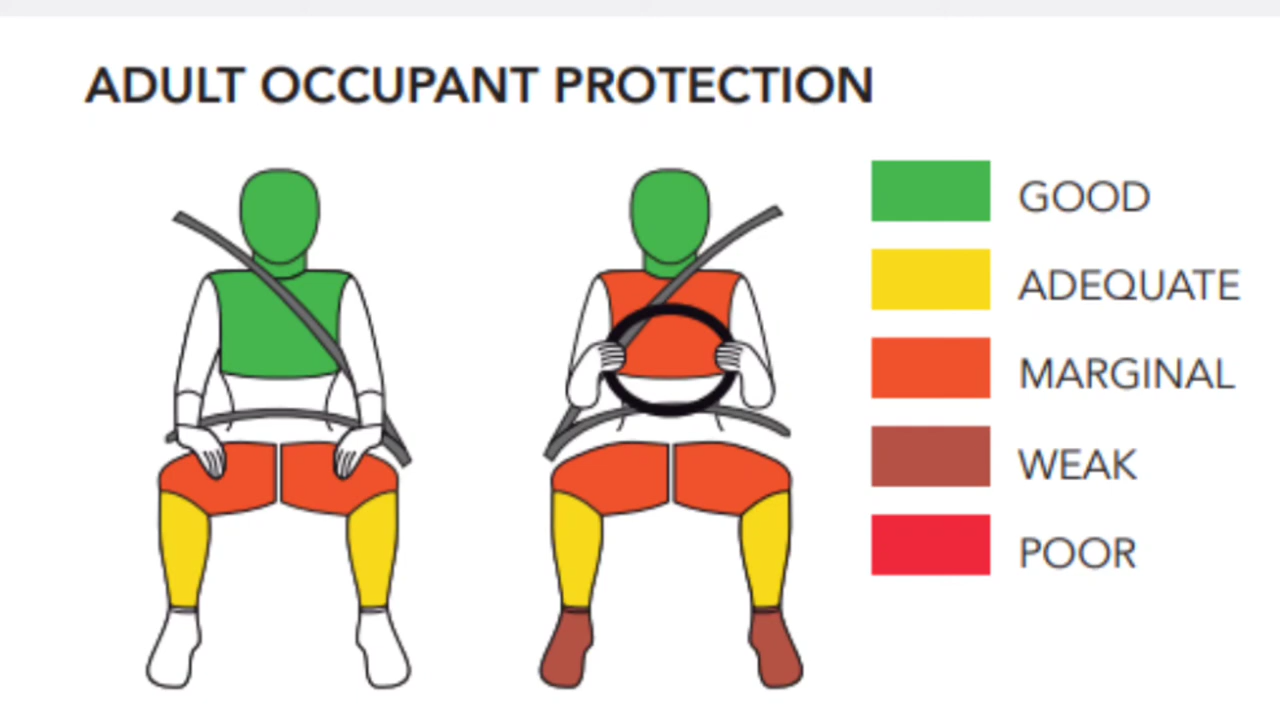 ADULT OCCUPANT PROTECTION
GOOD
ADEQUATE
MARGINAL
WEAK
POOR